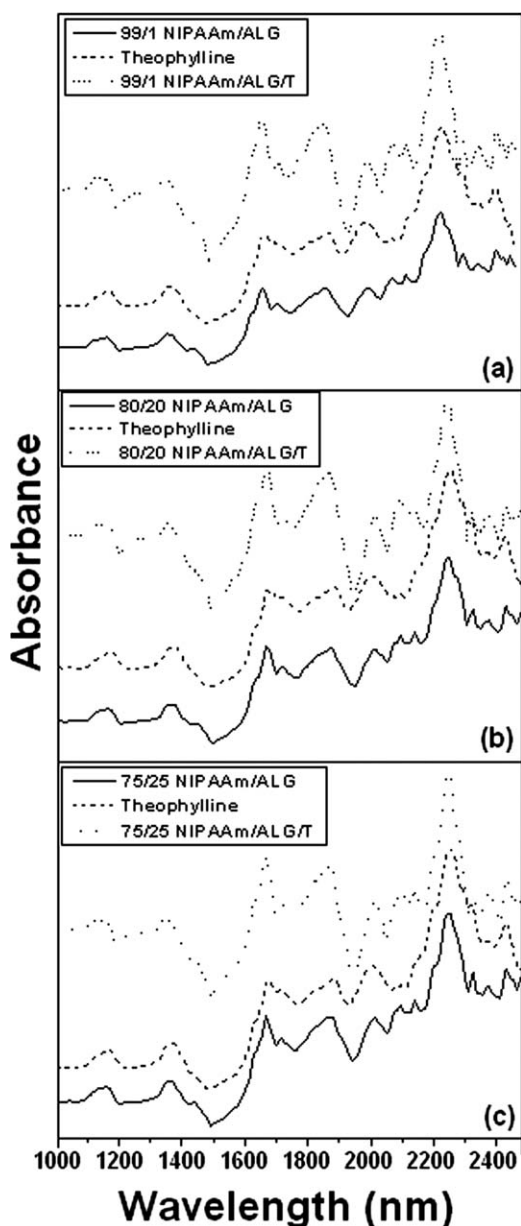 99/1 NIPAAm/ALG
Theophylline
99/1 NIPAAm/ALG/T
(a)
80/20 NIPAAm/ALG
Theophylline
80/20 NIPAAm/ALG/T
(b)
75/25 NIPAAm/ALG
Theophylline
75/25 NIPAAm/ALG/T
(c)
Absorbance
1000 1200 1400 1600 1800 2000 2200 2400
Wavelength (nm)